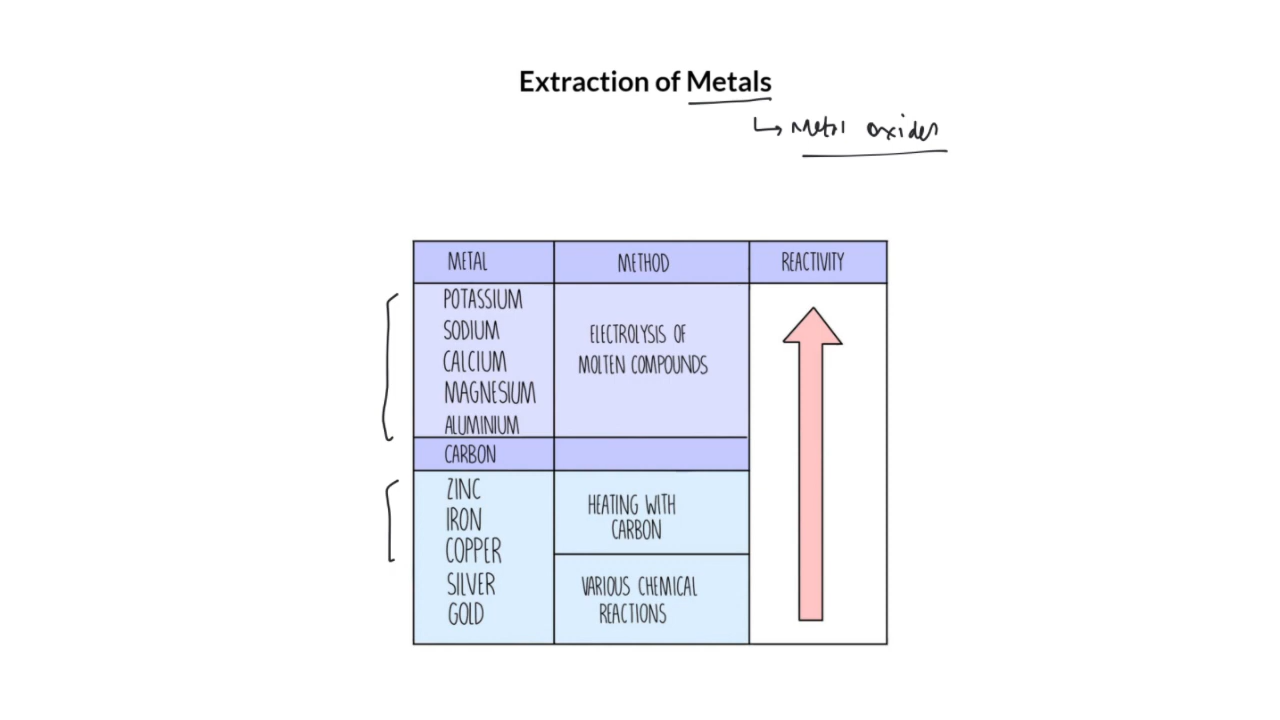 Extraction of Metals
↳ Metal oxides
METAL METHOD REACTIVITY
POTASSIUM
SODIUM
CALCIUM
MAGNESIUM
ALUMINIUM
ELECTROLYSIS OF
MOLTEN COMPOUNDS
CARBON
ZINC
IRON
COPPER
HEATING WITH
CARBON
SILVER
GOLD
VARIOUS CHEMICAL
REACTIONS